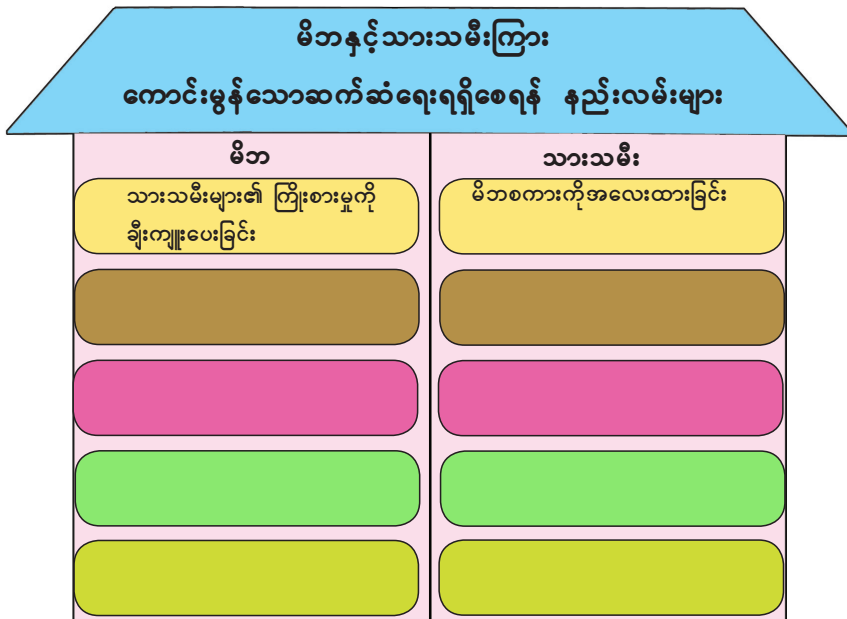 မိဘနှင့်သားသမီးကြား
ကောင်းမွန်သောဆက်ဆံရေးရရှိစေရန် နည်းလမ်းများ
မိဘ
သားသမီး
သားသမီးများ၏ ကြိုးစားမှုကို
ချီးကျူးပေးခြင်း
မိဘစကားကိုအလေးထားခြင်း